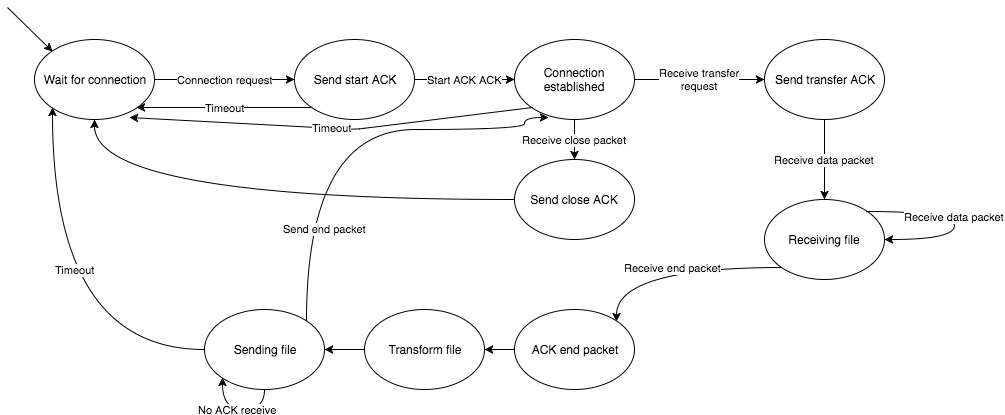 Wait for connection
Connection request
Send start ACK
Start ACK ACK
Connection
established
Receive transfer
request
Send transfer ACK
Timeout
Timeout
Receive close packet
Receive data packet
Send close ACK
Send end packet
Receiving file
Receive data packet
Timeout
Receive end packet
Sending file
Transform file
ACK end packet
No ACK receive